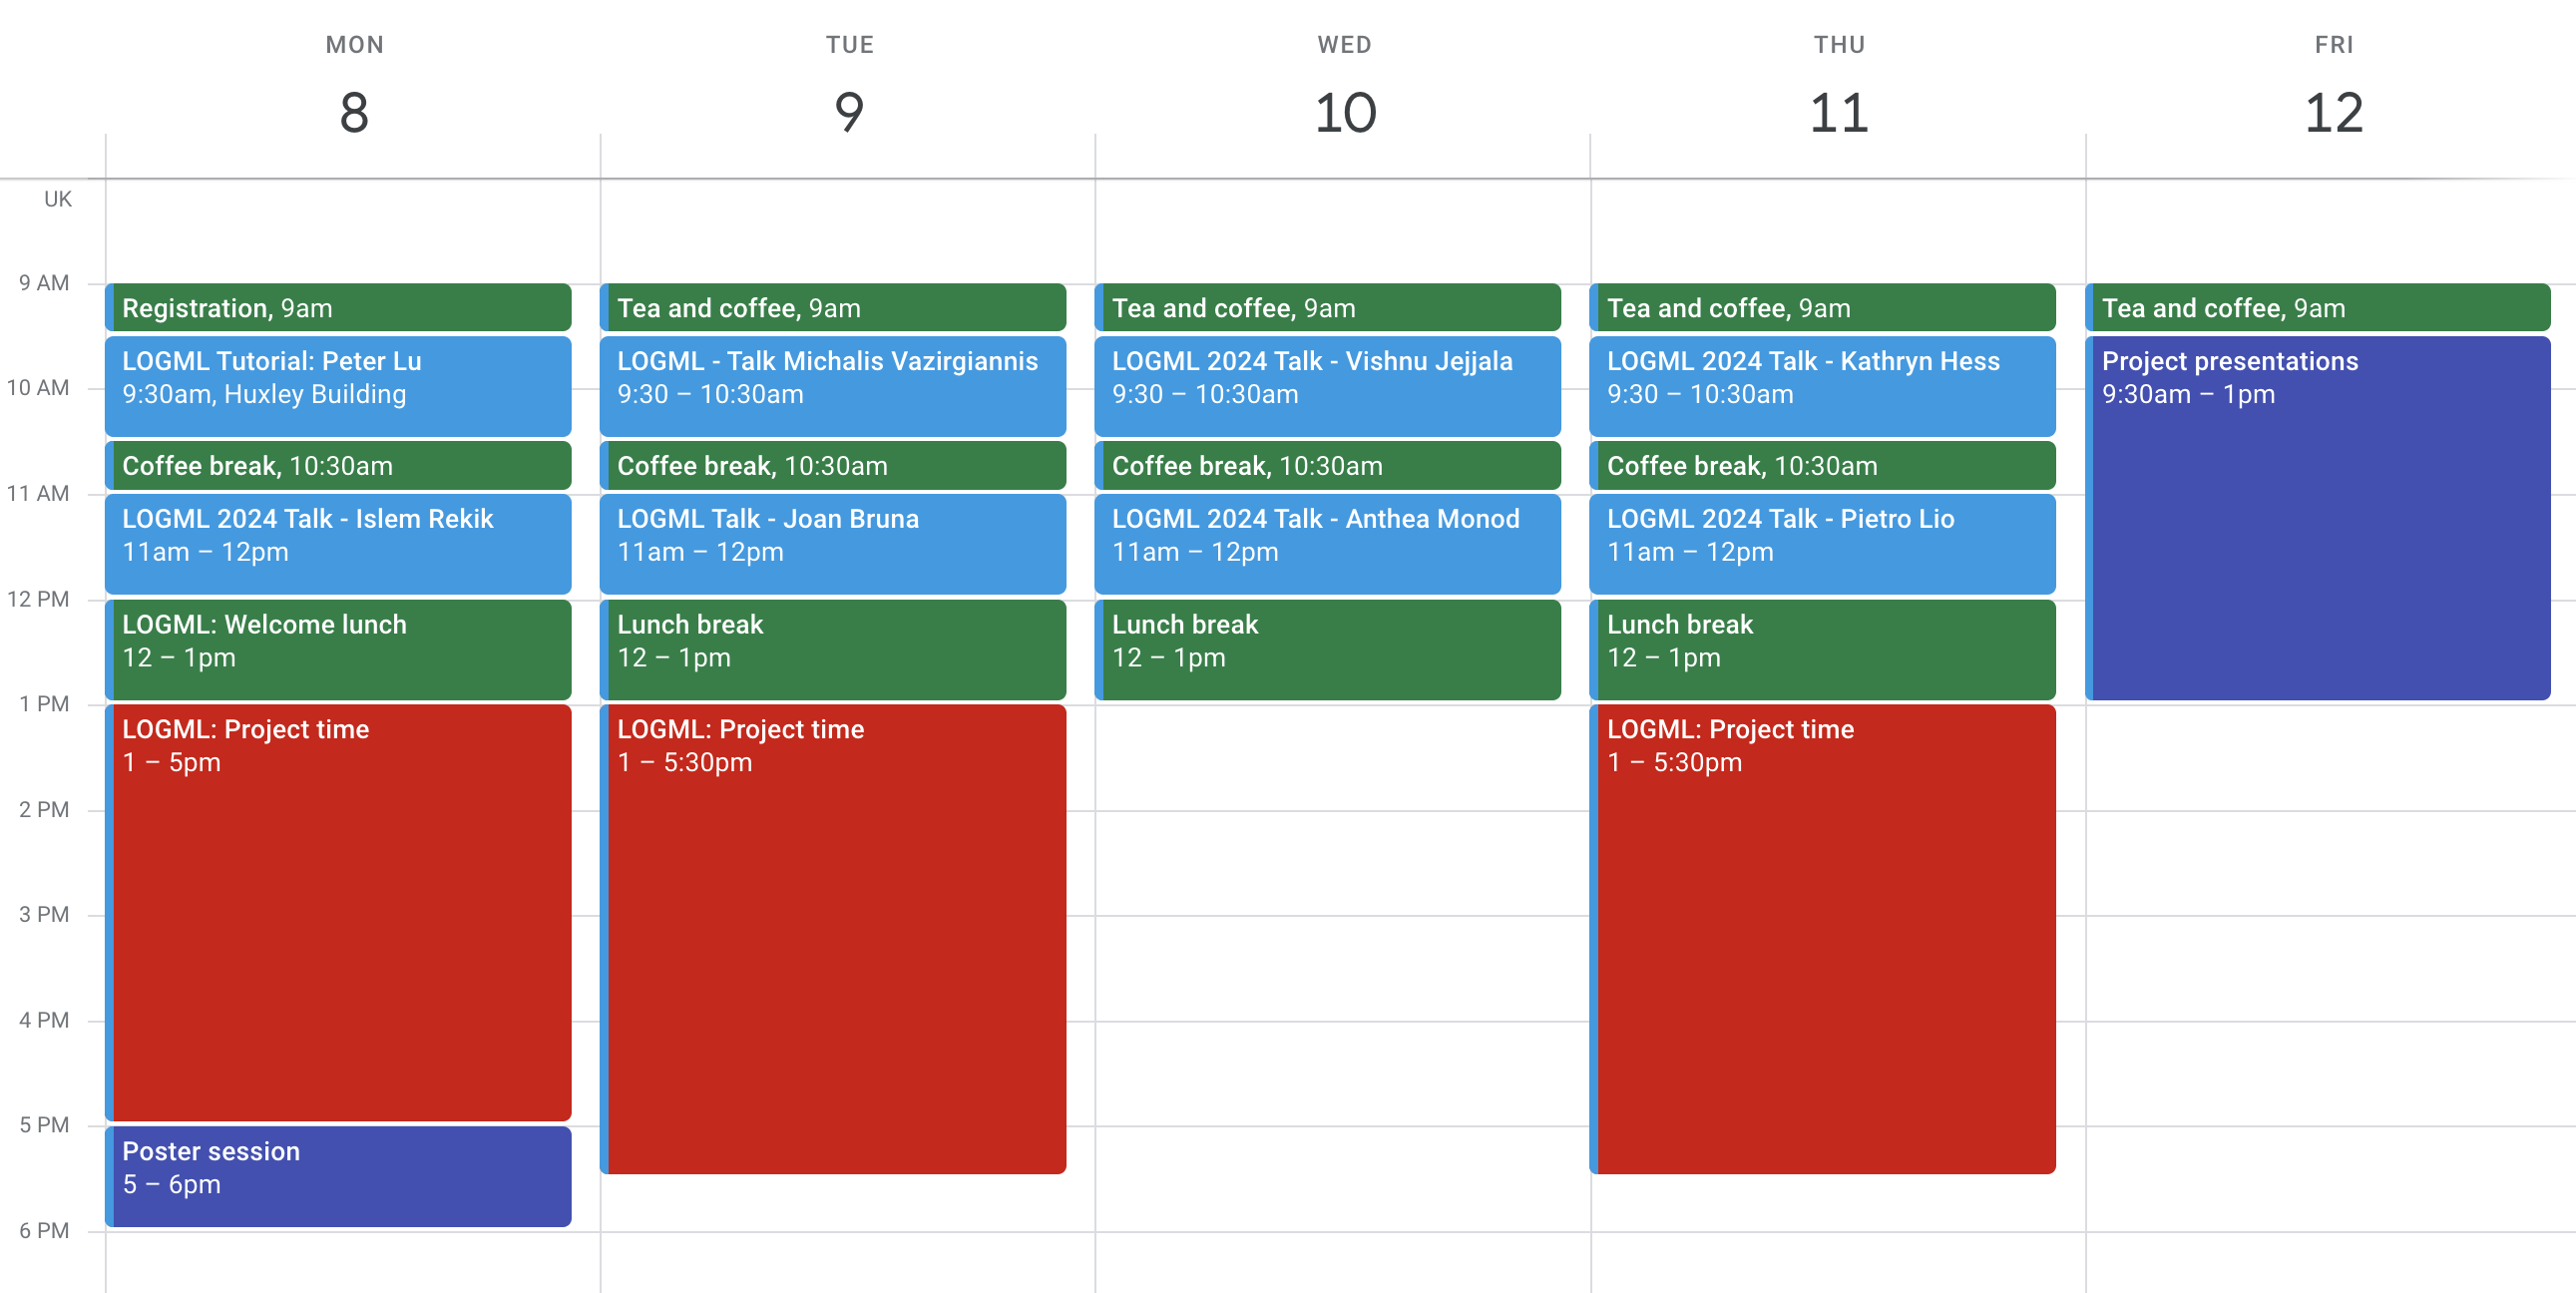 MON
8
TUE
9
WED
10
THU
11
FRI
12
UK
9 AM
10 AM
11 AM
12 PM
1 PM
2 PM
3 PM
4 PM
5 PM
6 PM
Registration, 9am
LOGML Tutorial: Peter Lu
9:30am, Huxley Building
Coffee break, 10:30am
LOGML 2024 Talk - Islem Rekik
11am – 12pm
LOGML: Welcome lunch
12 – 1pm
LOGML: Project time
1 – 5pm
Poster session
5 – 6pm
Tea and coffee, 9am
LOGML - Talk Michalis Vazirgiannis
9:30 – 10:30am
Coffee break, 10:30am
LOGML Talk - Joan Bruna
11am – 12pm
Lunch break
12 – 1pm
LOGML: Project time
1 – 5:30pm
Tea and coffee, 9am
LOGML 2024 Talk - Vishnu Jejjala
9:30 – 10:30am
Coffee break, 10:30am
LOGML 2024 Talk - Anthea Monod
11am – 12pm
Lunch break
12 – 1pm
Tea and coffee, 9am
LOGML 2024 Talk - Kathryn Hess
9:30 – 10:30am
Coffee break, 10:30am
LOGML 2024 Talk - Pietro Lio
11am – 12pm
Lunch break
12 – 1pm
LOGML: Project time
1 – 5:30pm
Tea and coffee, 9am
Project presentations
9:30am – 1pm